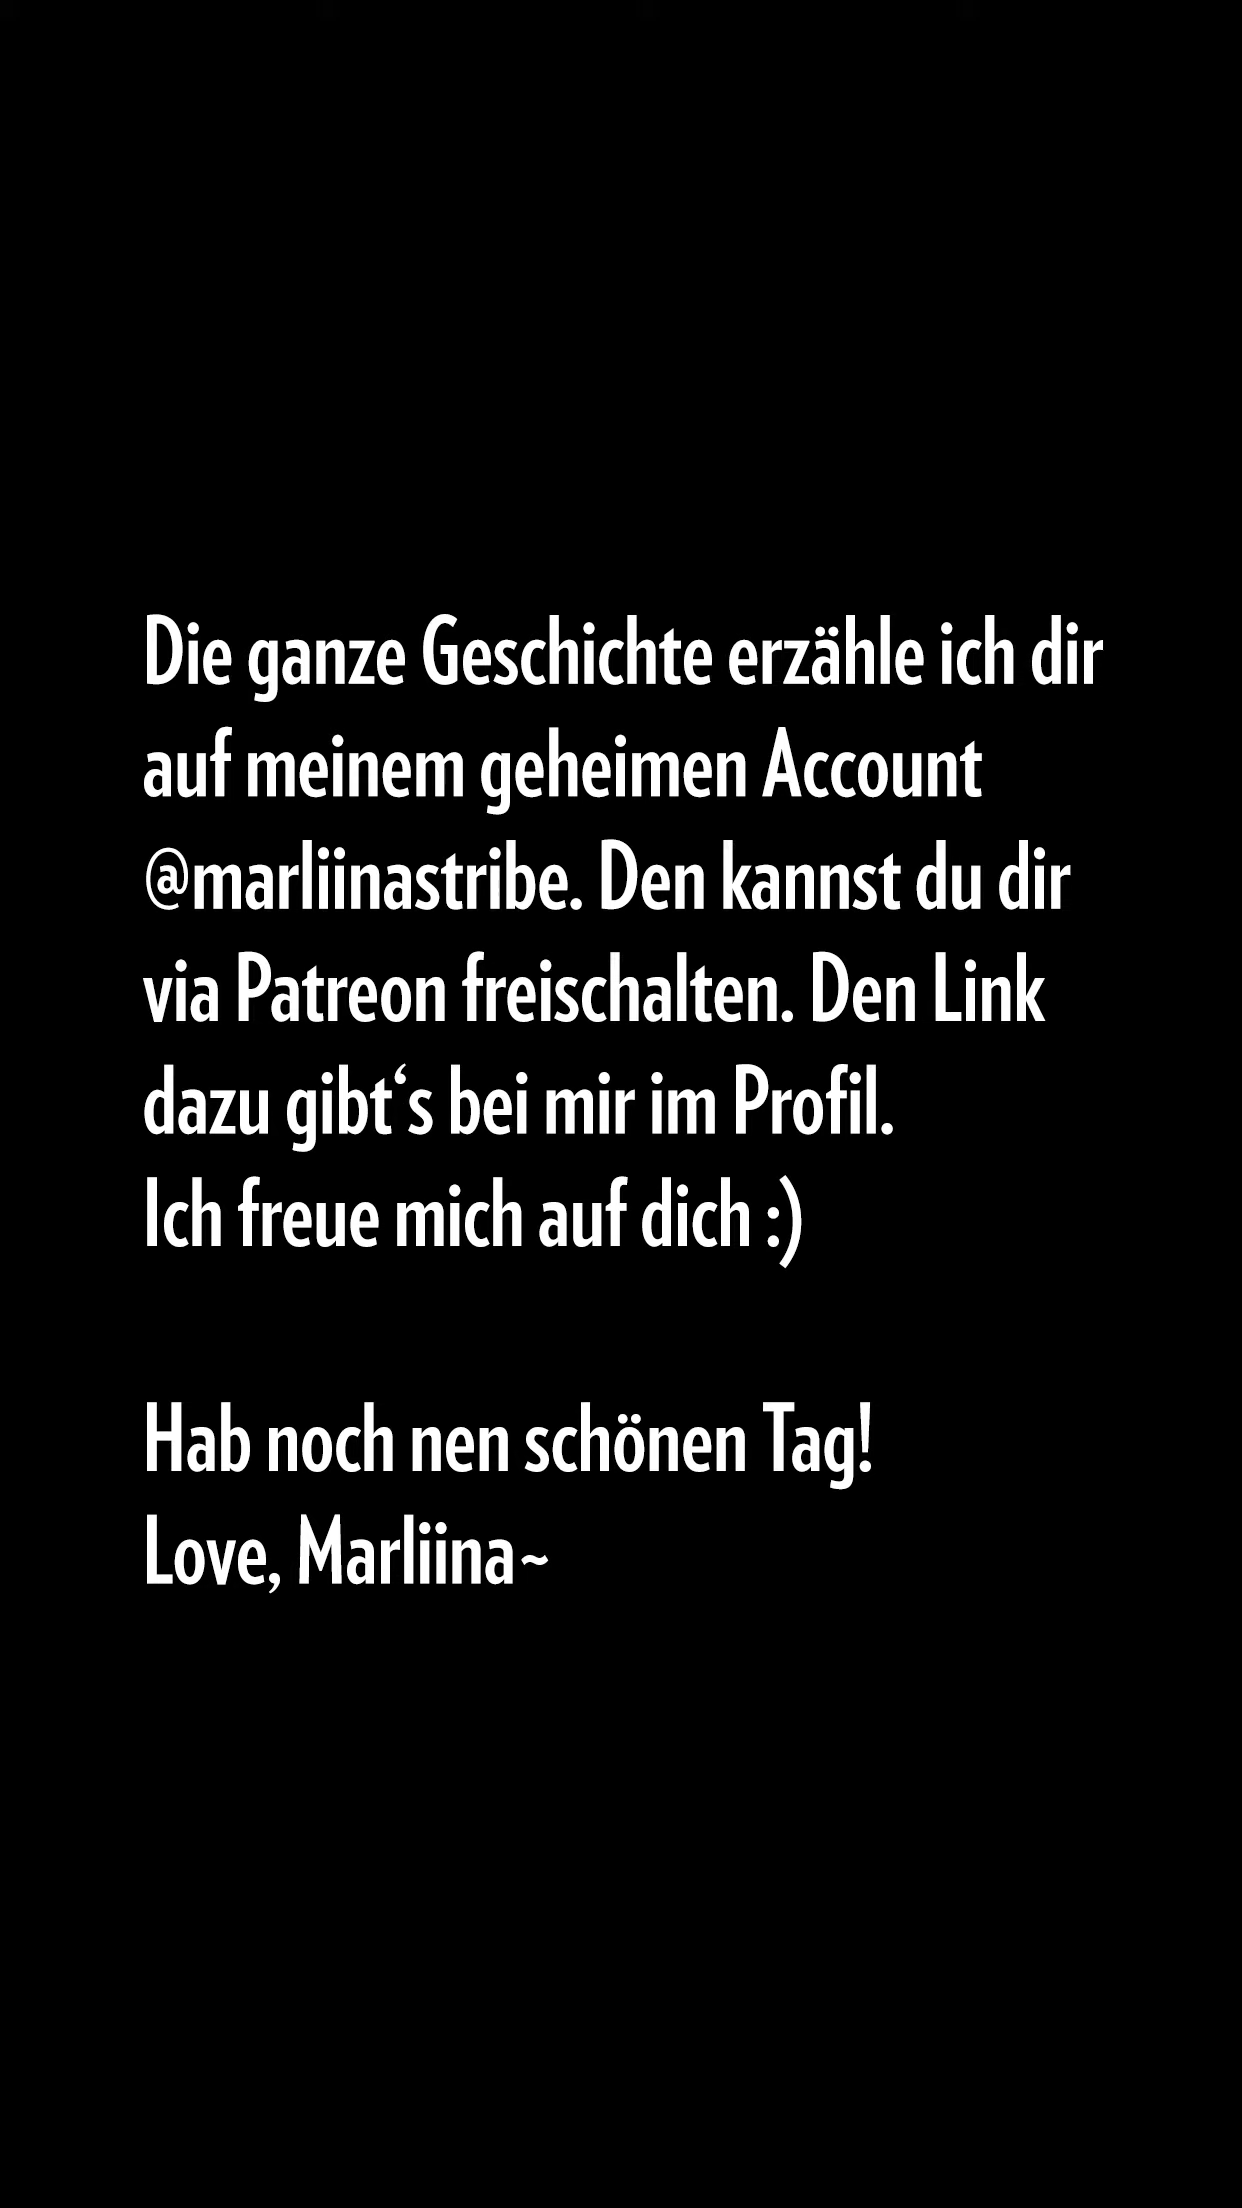 Die ganze Geschichte erzähle ich dir
auf meinem geheimen Account
@marliinastribe. Den kannst du dir
via Patreon freischalten. Den Link
dazu gibt‘s bei mir im Profil.
Ich freue mich auf dich :)
Hab noch nen schönen Tag!
Love, Marliina~